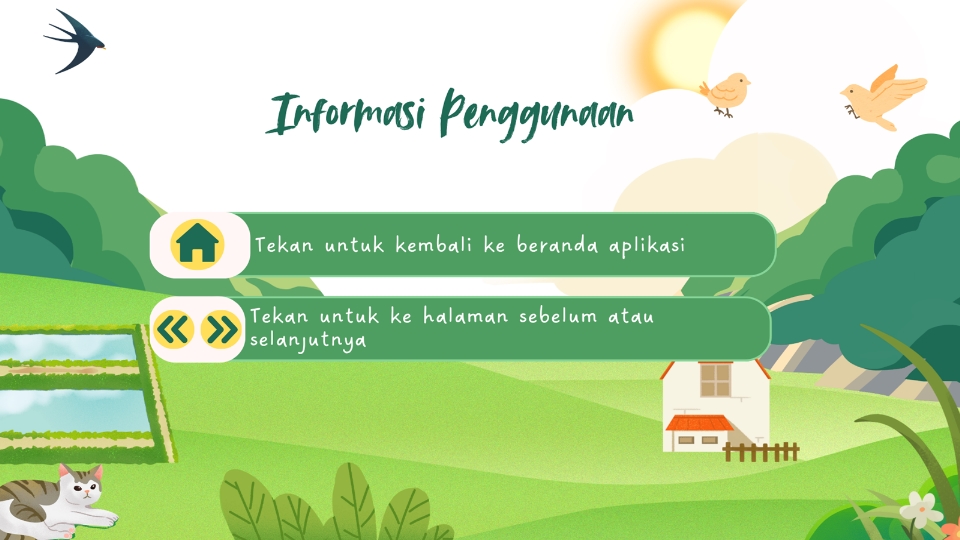 Informasi Penggunaan
Tekan untuk kembali ke beranda aplikasi
Tekan untuk ke halaman sebelum atau
selanjutnya